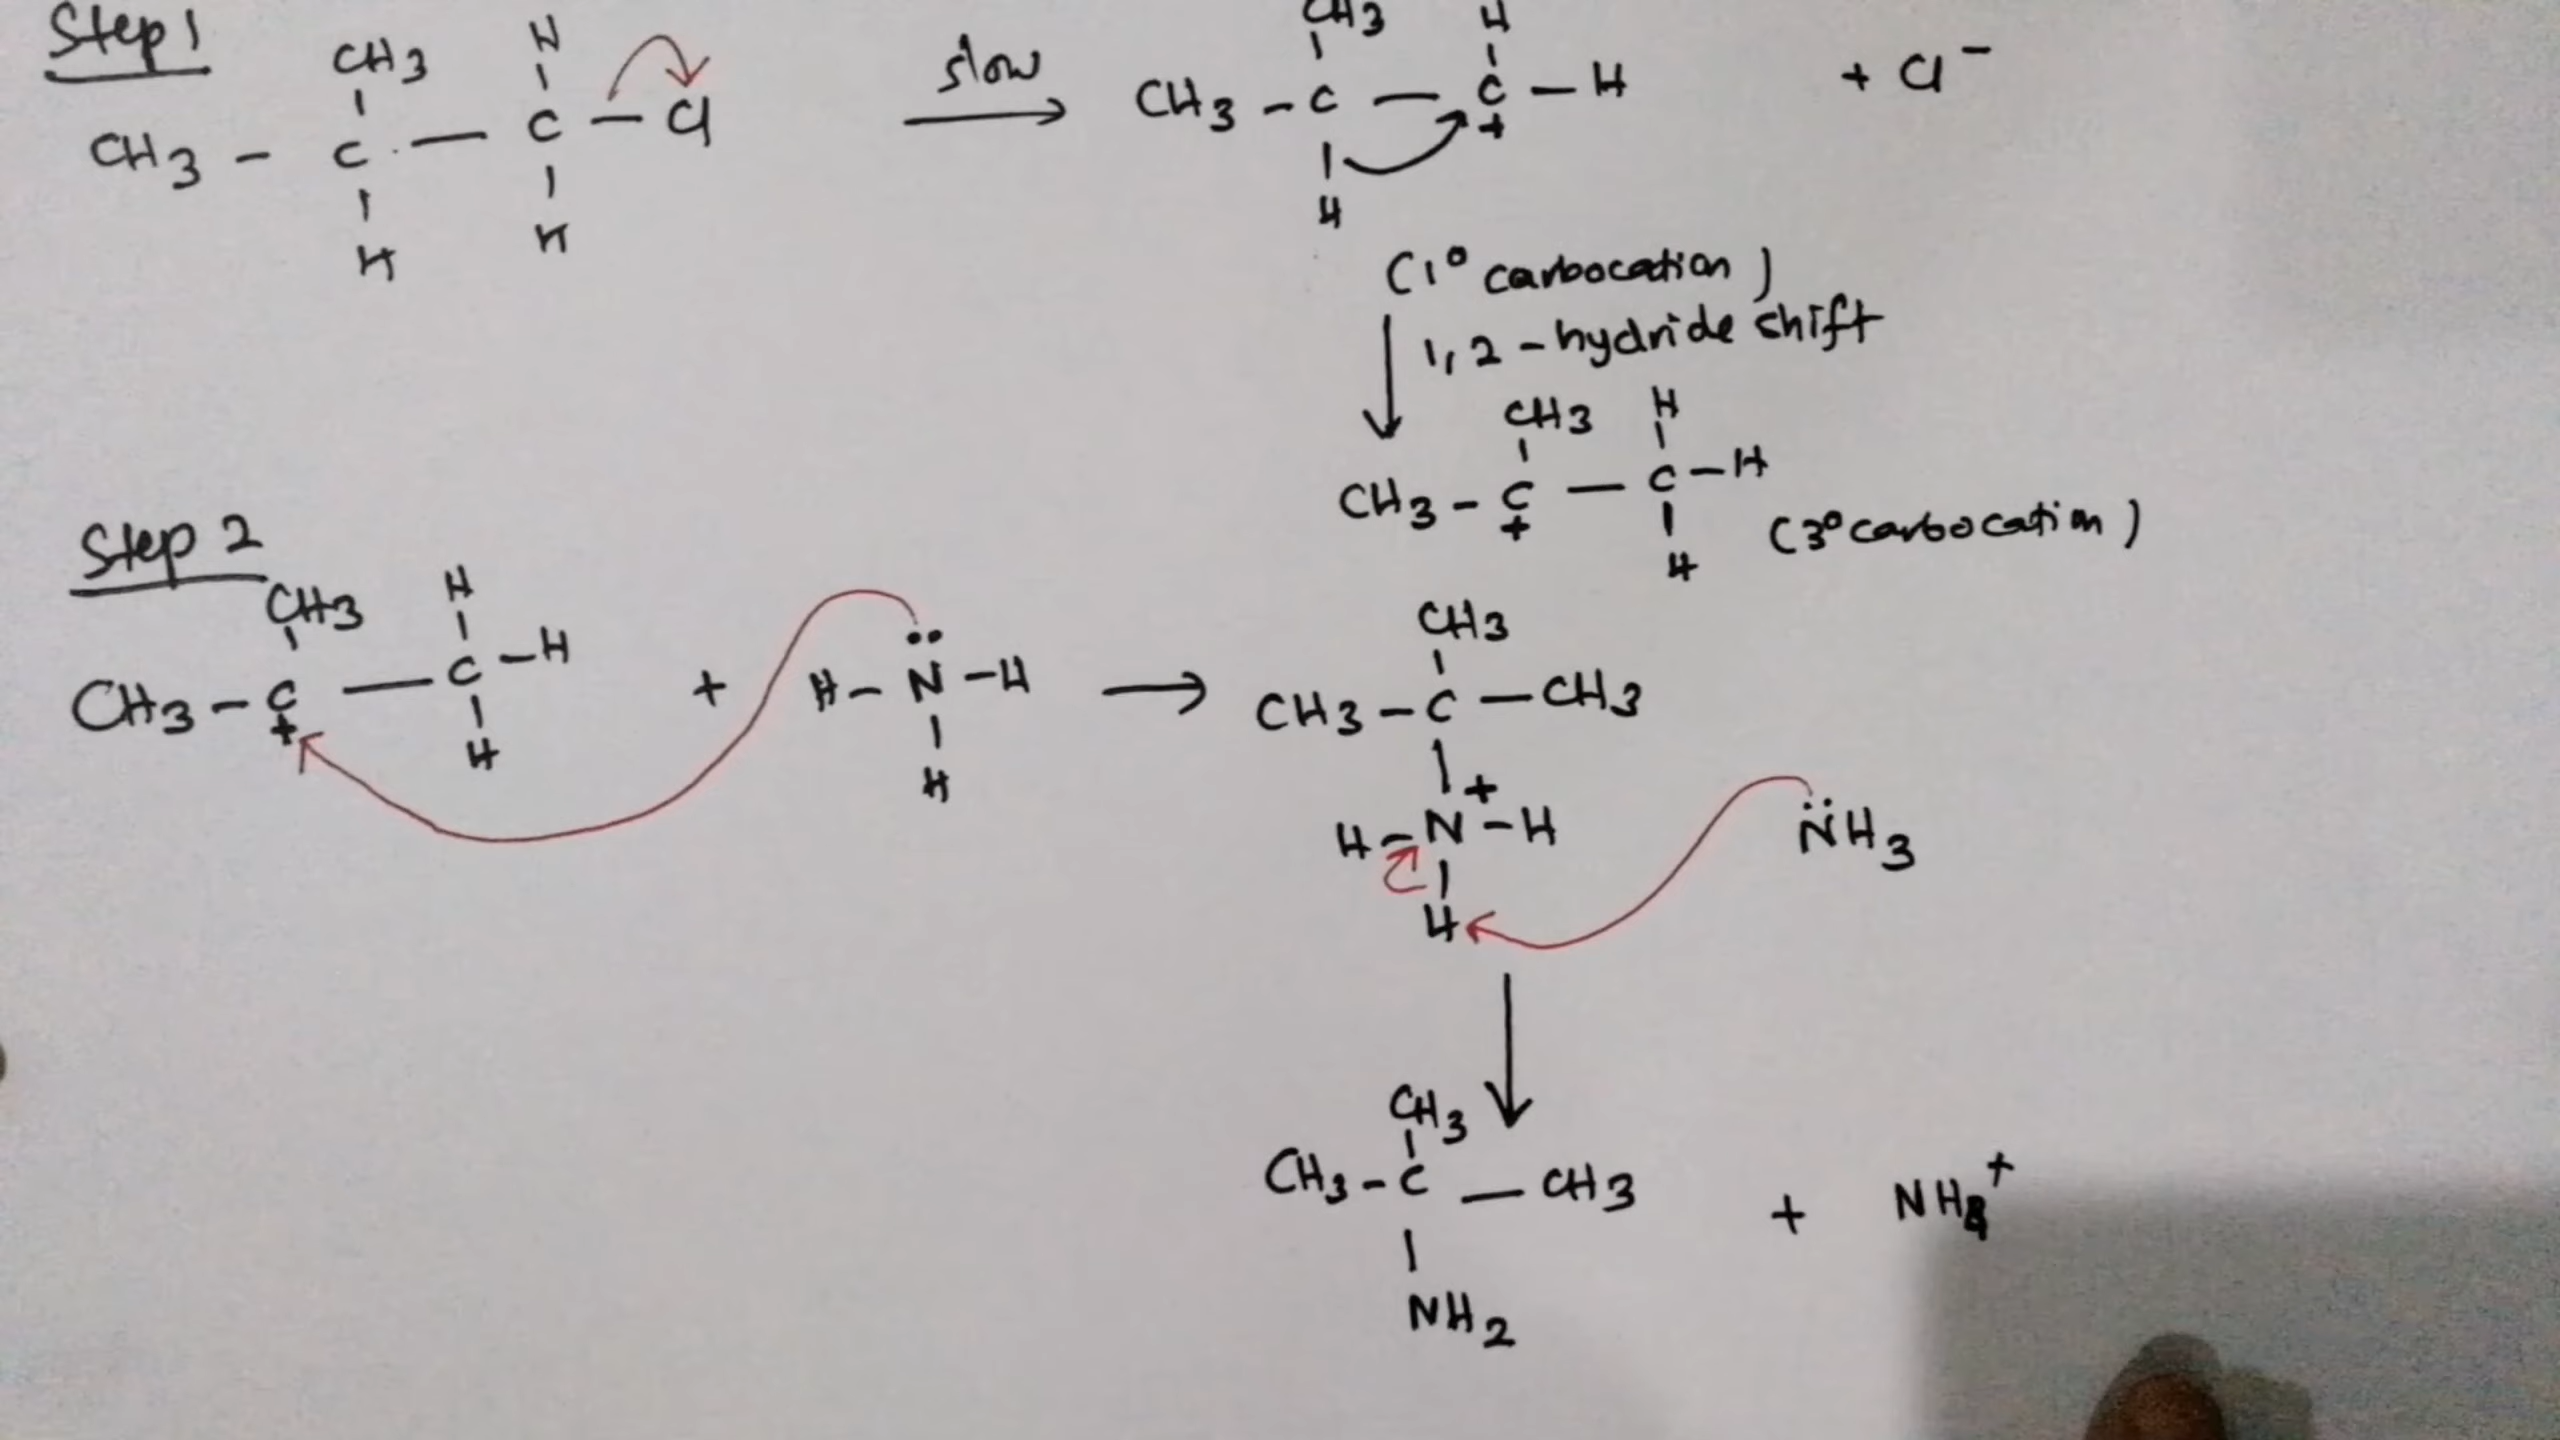 Step 1
CH3 H CH3 H
CH3 - C - C - Cl slow CH3 - C - C - H + Cl⁻
H H + H
(1° carbocation)
1,2 - hydride shift
CH3 H
CH3 - C - C - H
+ H (3° carbocation)
Step 2
CH3 H CH3
CH3 - C - C - H + H - N - H CH3 - C - CH3
+ H H +
H - N - H NH3
H
CH3
CH3 - C - CH3 + NH4+
NH2